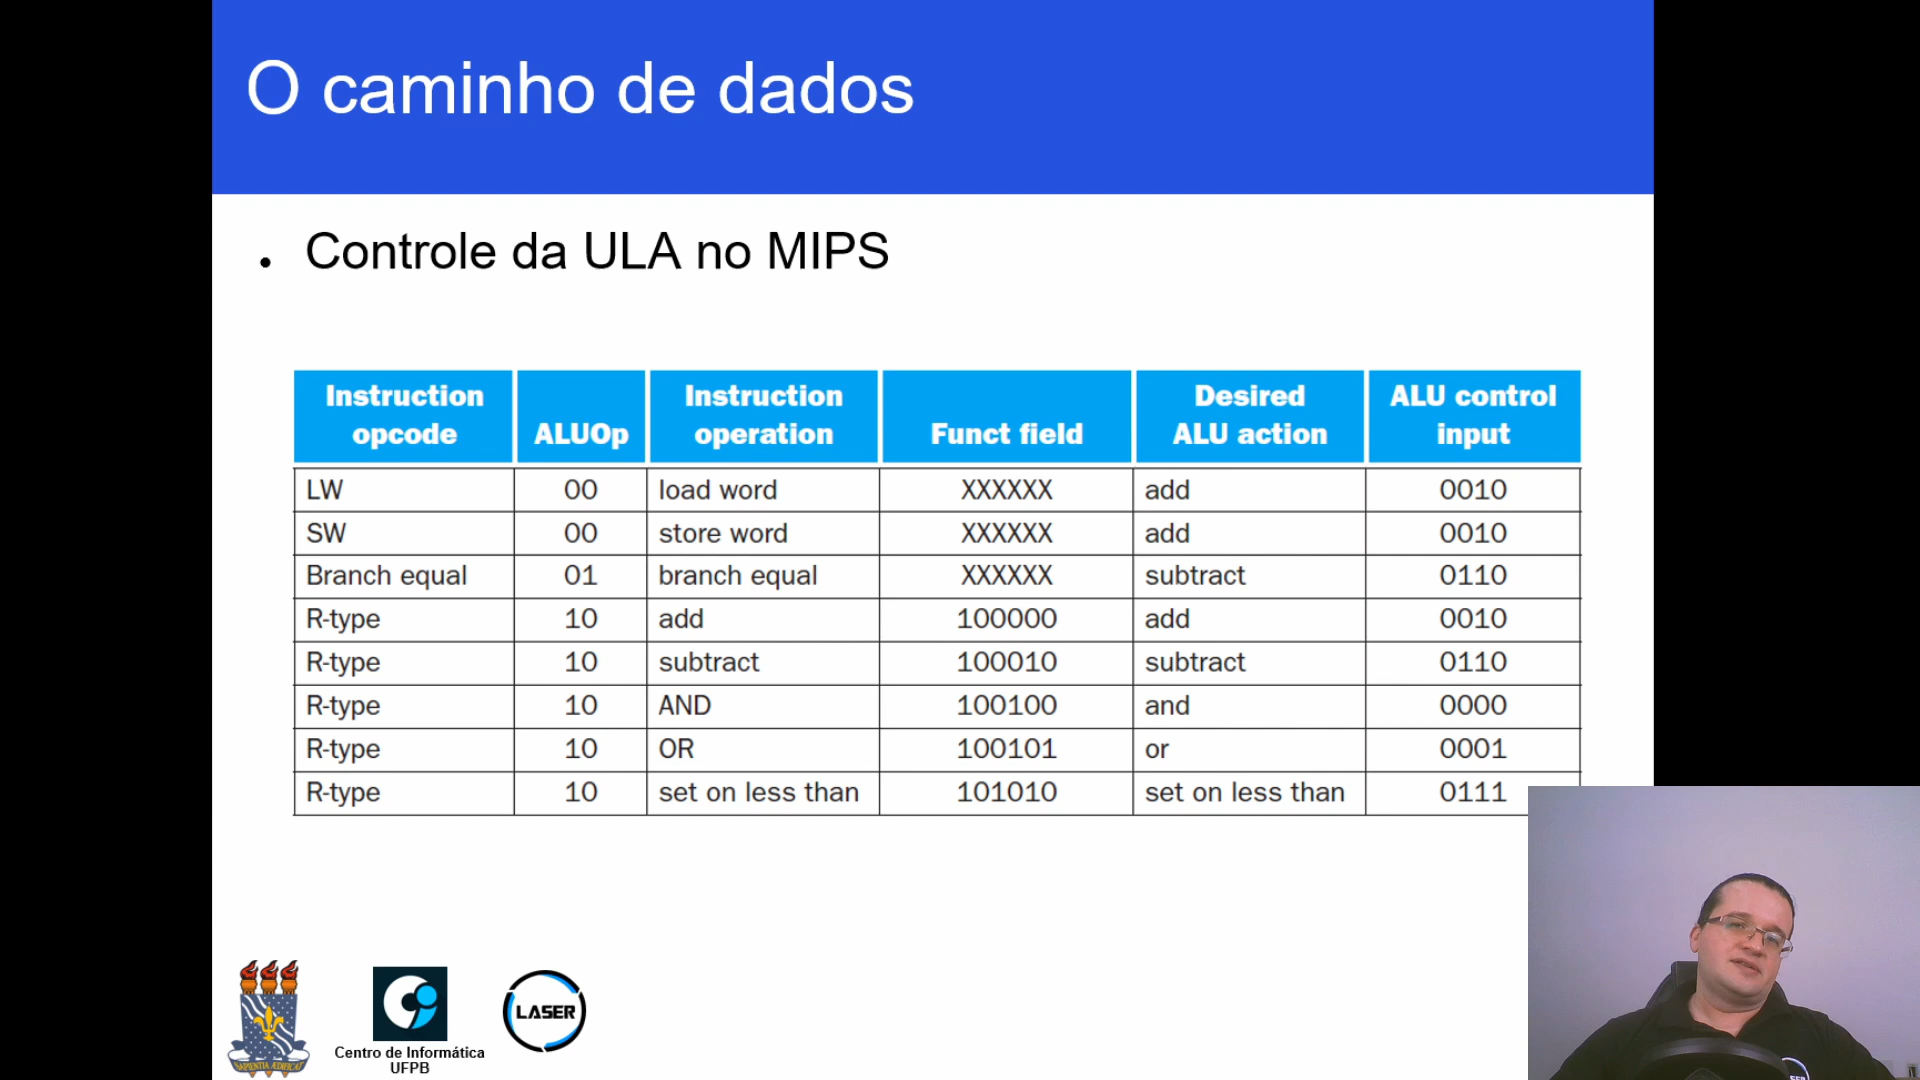 O caminho de dados
• Controle da ULA no MIPS
Instruction opcode | ALUOp | Instruction operation | Funct field | Desired ALU action | ALU control input
LW | 00 | load word | XXXXXX | add | 0010
SW | 00 | store word | XXXXXX | add | 0010
Branch equal | 01 | branch equal | XXXXXX | subtract | 0110
R-type | 10 | add | 100000 | add | 0010
R-type | 10 | subtract | 100010 | subtract | 0110
R-type | 10 | AND | 100100 | and | 0000
R-type | 10 | OR | 100101 | or | 0001
R-type | 10 | set on less than | 101010 | set on less than | 0111
SAPIENTIA ÆDIFICAT
LASER
Centro de Informática
UFPB